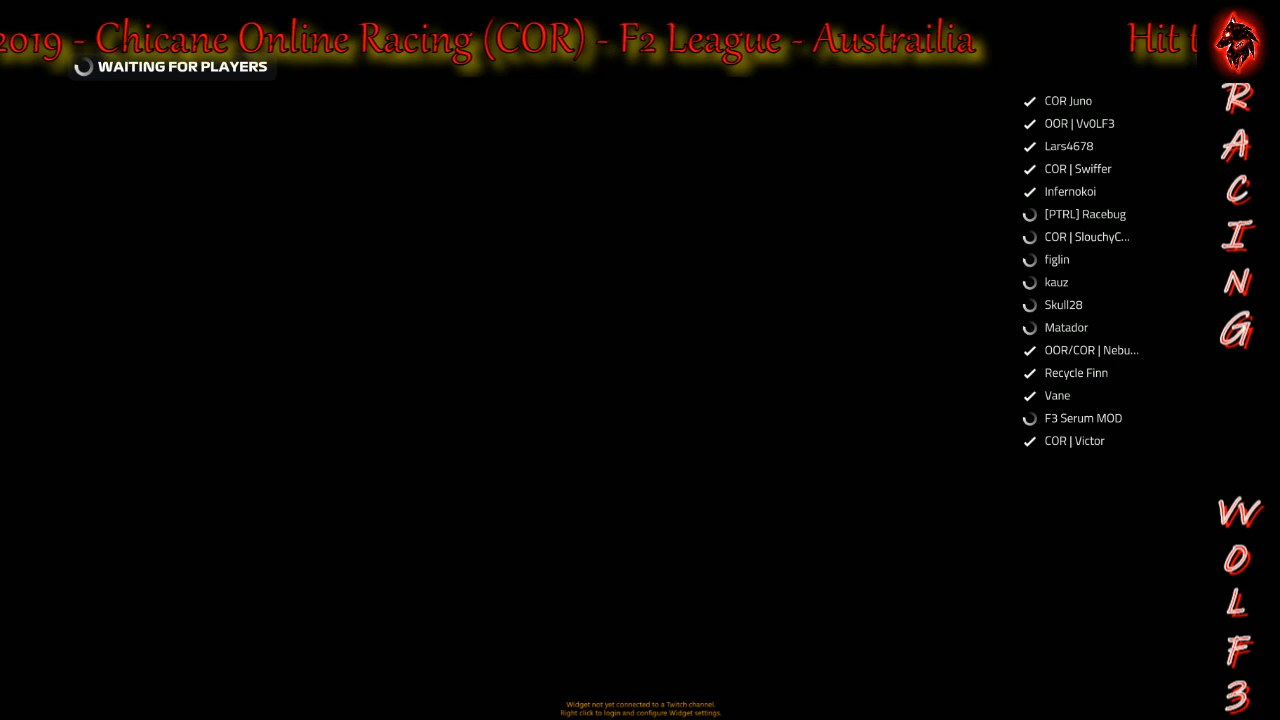 2019 - Chicane Online Racing (COR) - F2 League - Austrailia Hit t
WAITING FOR PLAYERS
COR Juno
OOR | Vv0LF3
Lars4678
COR | Swiffer
Infernokoi
[PTRL] Racebug
COR | SlouchyC...
figlin
kauz
Skull28
Matador
OOR/COR | Nebu...
Recycle Finn
Vane
F3 Serum MOD
COR | Victor
RACING
VVOLF3
Widget not yet connected to a Twitch channel.
Right click to login and configure Widget settings.